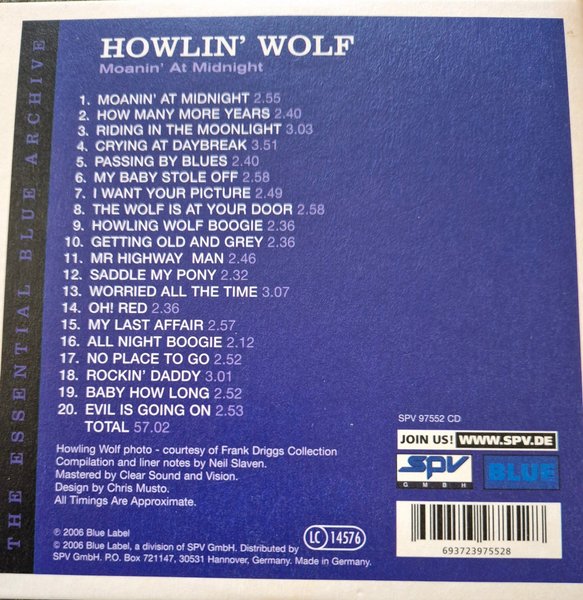 HOWLIN' WOLF
Moanin' At Midnight
THE ESSENTIAL BLUE ARCHIVE
1. MOANIN' AT MIDNIGHT 2.55
2. HOW MANY MORE YEARS 2.40
3. RIDING IN THE MOONLIGHT 3.03
4. CRYING AT DAYBREAK 3.51
5. PASSING BY BLUES 2.40
6. MY BABY STOLE OFF 2.58
7. I WANT YOUR PICTURE 2.49
8. THE WOLF IS AT YOUR DOOR 2.58
9. HOWLING WOLF BOOGIE 2.36
10. GETTING OLD AND GREY 2.36
11. MR HIGHWAY MAN 2.46
12. SADDLE MY PONY 2.32
13. WORRIED ALL THE TIME 3.07
14. OH! RED 2.36
15. MY LAST AFFAIR 2.57
16. ALL NIGHT BOOGIE 2.12
17. NO PLACE TO GO 2.52
18. ROCKIN' DADDY 3.01
19. BABY HOW LONG 2.52
20. EVIL IS GOING ON 2.53
TOTAL 57.02
Howling Wolf photo - courtesy of Frank Driggs Collection
Compilation and liner notes by Neil Slaven.
Mastered by Clear Sound and Vision.
Design by Chris Musto.
All Timings Are Approximate.
℗ 2006 Blue Label
© 2006 Blue Label, a division of SPV GmbH. Distributed by
SPV GmbH. P.O. Box 721147, 30531 Hannover, Germany. Made in Germany.
LC 14576
SPV 97552 CD
JOIN US! WWW.SPV.DE
SPV
GMBH
BLUE
693723975528